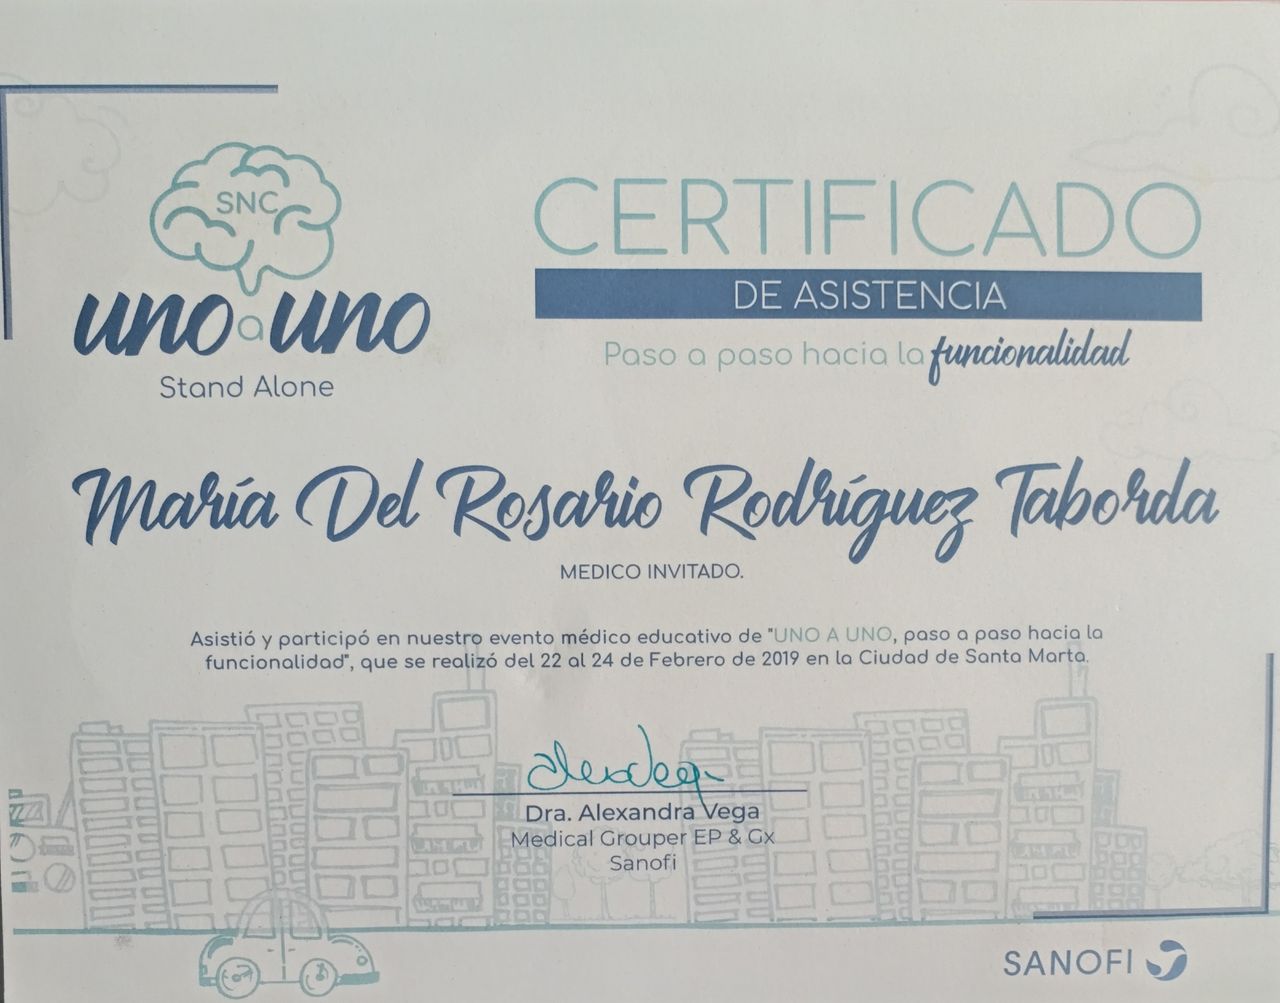 SNC
uno a uno
Stand Alone
CERTIFICADO
DE ASISTENCIA
Paso a paso hacia la funcionalidad
María Del Rosario Rodríguez Taborda
MEDICO INVITADO.
Asistió y participó en nuestro evento médico educativo de "UNO A UNO, paso a paso hacia la
funcionalidad", que se realizó del 22 al 24 de Febrero de 2019 en la Ciudad de Santa Marta.
Dra. Alexandra Vega
Medical Grouper EP & Gx
Sanofi
SANOFI